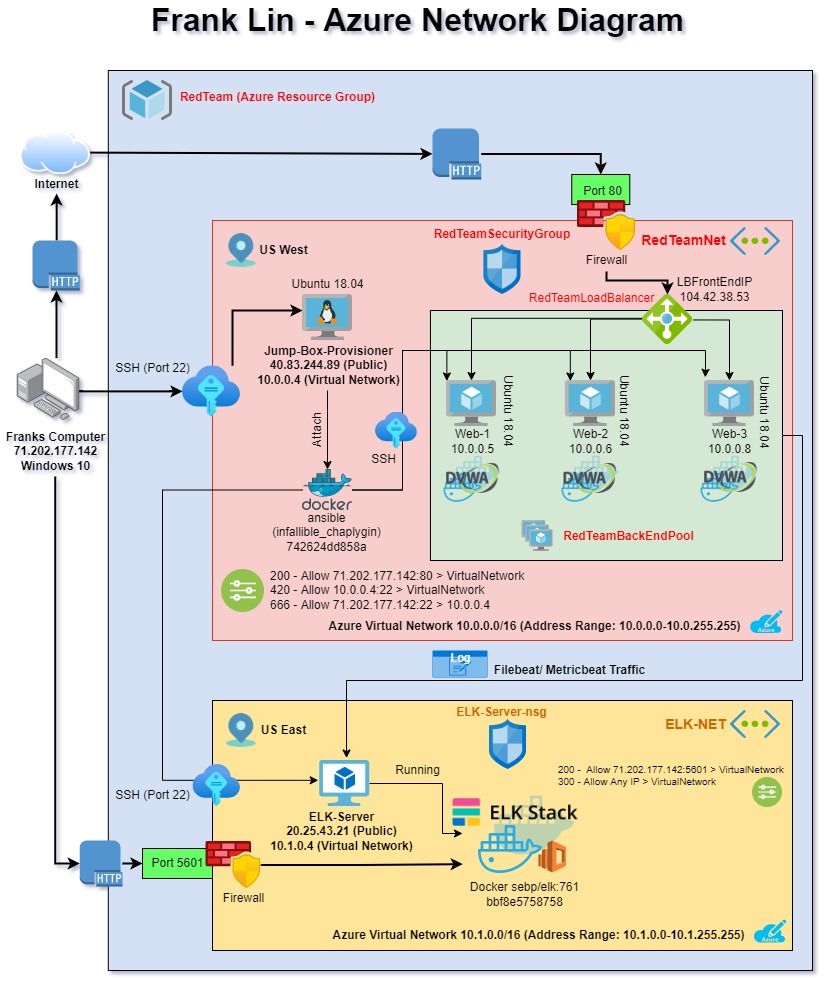 Frank Lin - Azure Network Diagram
RedTeam (Azure Resource Group)
Internet
HTTP
HTTP
Port 80
Firewall
US West
RedTeamSecurityGroup
RedTeamNet
Ubuntu 18.04
RedTeamLoadBalancer
LBFrontEndIP
104.42.38.53
SSH (Port 22)
Jump-Box-Provisioner
40.83.244.89 (Public)
10.0.0.4 (Virtual Network)
Franks Computer
71.202.177.142
Windows 10
Attach
SSH
Ubuntu 18.04
Web-1
10.0.0.5
DVWA
Ubuntu 18.04
Web-2
10.0.0.6
DVWA
Ubuntu 18.04
Web-3
10.0.0.8
DVWA
docker
ansible
(infallible_chaplygin)
742624dd858a
RedTeamBackEndPool
200 - Allow 71.202.177.142:80 > VirtualNetwork
420 - Allow 10.0.0.4:22 > VirtualNetwork
666 - Allow 71.202.177.142:22 > 10.0.0.4
Azure Virtual Network 10.0.0.0/16 (Address Range: 10.0.0.0-10.0.255.255)
Azure
Log
Filebeat/ Metricbeat Traffic
US East
ELK-Server-nsg
ELK-NET
200 - Allow 71.202.177.142:5601 > VirtualNetwork
300 - Allow Any IP > VirtualNetwork
SSH (Port 22)
Running
ELK-Server
20.25.43.21 (Public)
10.1.0.4 (Virtual Network)
ELK Stack
HTTP
Port 5601
Firewall
Docker sebp/elk:761
bbf8e5758758
Azure Virtual Network 10.1.0.0/16 (Address Range: 10.1.0.0-10.1.255.255)
Azure